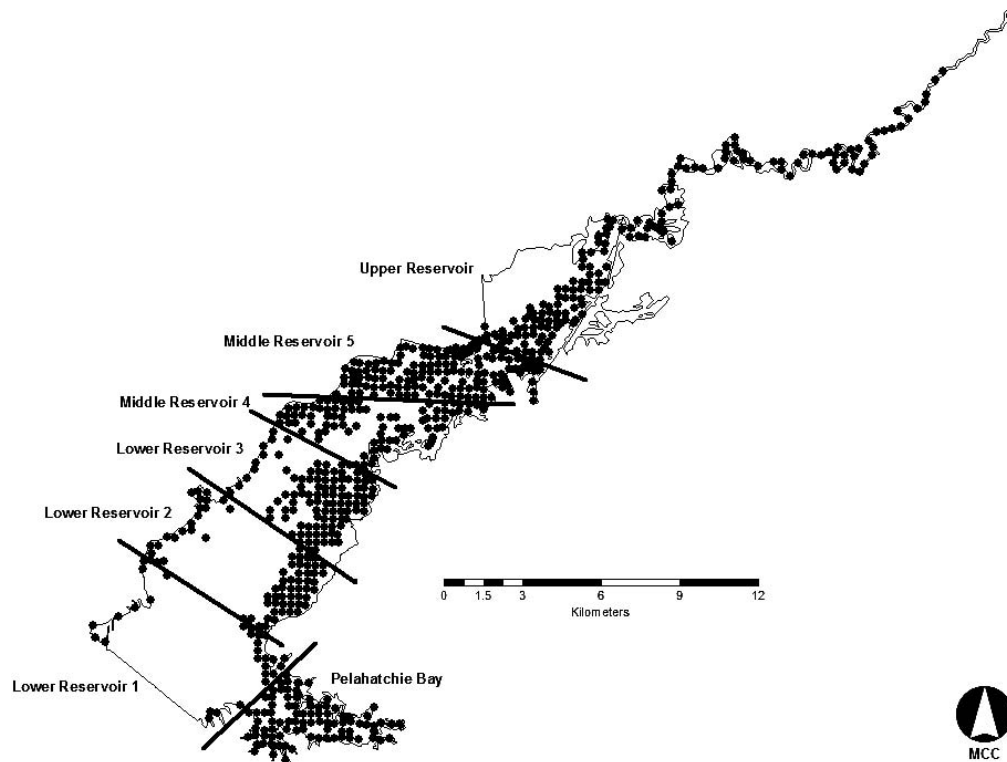 Upper Reservoir
Middle Reservoir 5
Middle Reservoir 4
Lower Reservoir 3
Lower Reservoir 2
0 1.5 3 6 9 12
Kilometers
Lower Reservoir 1
Pelahatchie Bay
MCC